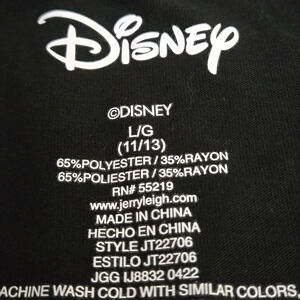 Disney
©DISNEY
L/G
(11/13)
65%POLYESTER / 35%RAYON
65%POLIESTER / 35%RAYON
RN# 55219
www.jerryleigh.com
MADE IN CHINA
HECHO EN CHINA
STYLE JT22706
ESTILO JT22706
JGG IJ8832 0422
MACHINE WASH COLD WITH SIMILAR COLORS,